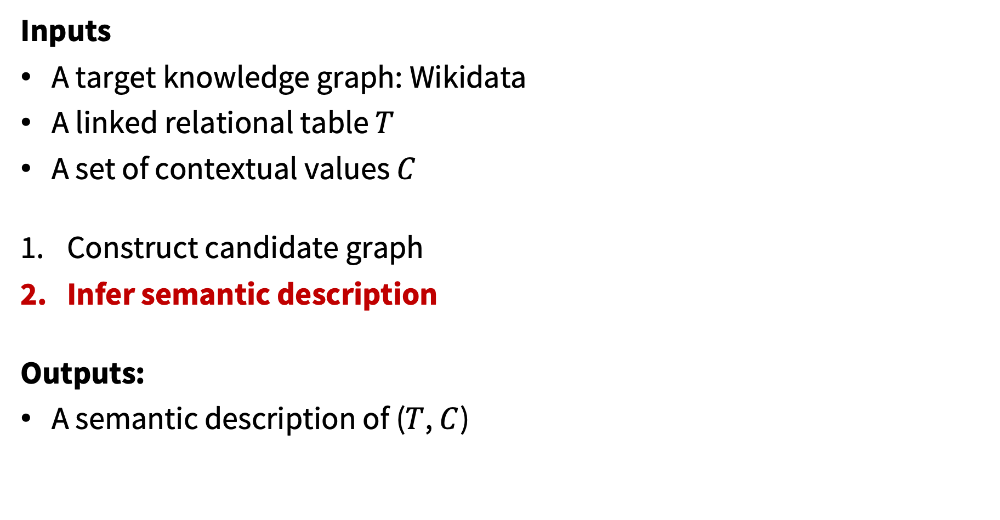 Inputs
• A target knowledge graph: Wikidata
• A linked relational table T
• A set of contextual values C
1. Construct candidate graph
2. Infer semantic description
Outputs:
• A semantic description of (T, C)